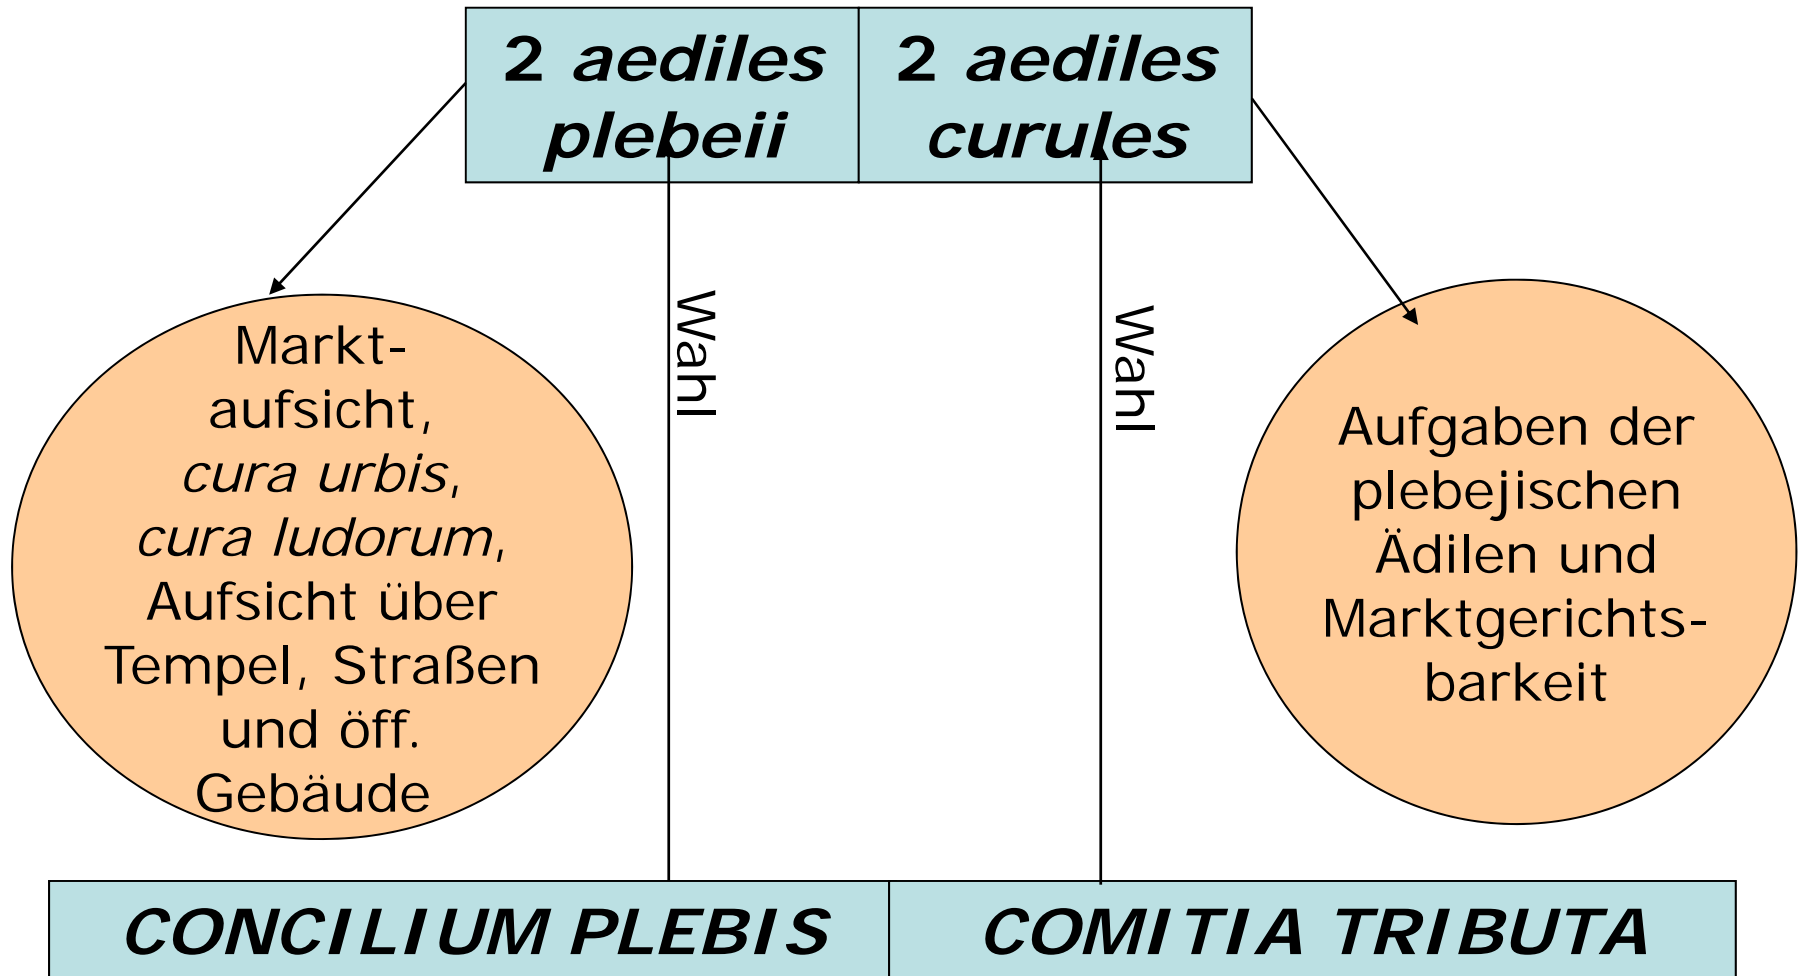 2 aediles
plebeii
2 aediles
curules
Wahl
Wahl
Markt-
aufsicht,
cura urbis,
cura ludorum,
Aufsicht über
Tempel, Straßen
und öff.
Gebäude
Aufgaben der
plebejischen
Ädilen und
Marktgerichts-
barkeit
CONCILIUM PLEBIS
COMITIA TRIBUTA